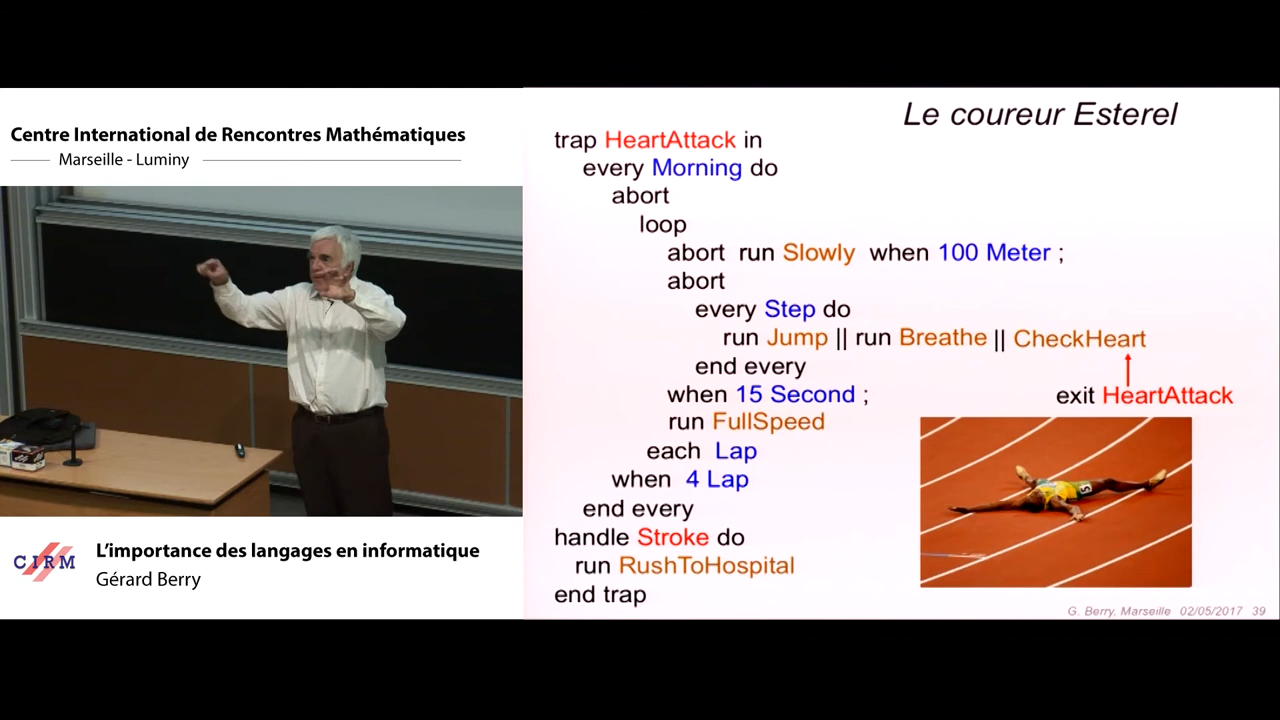 Centre International de Rencontres Mathématiques
Marseille - Luminy
CIRM
L'importance des langages en informatique
Gérard Berry
Le coureur Esterel
trap HeartAttack in
every Morning do
abort
loop
abort run Slowly when 100 Meter ;
abort
every Step do
run Jump || run Breathe || CheckHeart
end every
when 15 Second ;
exit HeartAttack
run FullSpeed
each Lap
when 4 Lap
end every
handle Stroke do
run RushToHospital
end trap
G. Berry, Marseille 02/05/2017 39